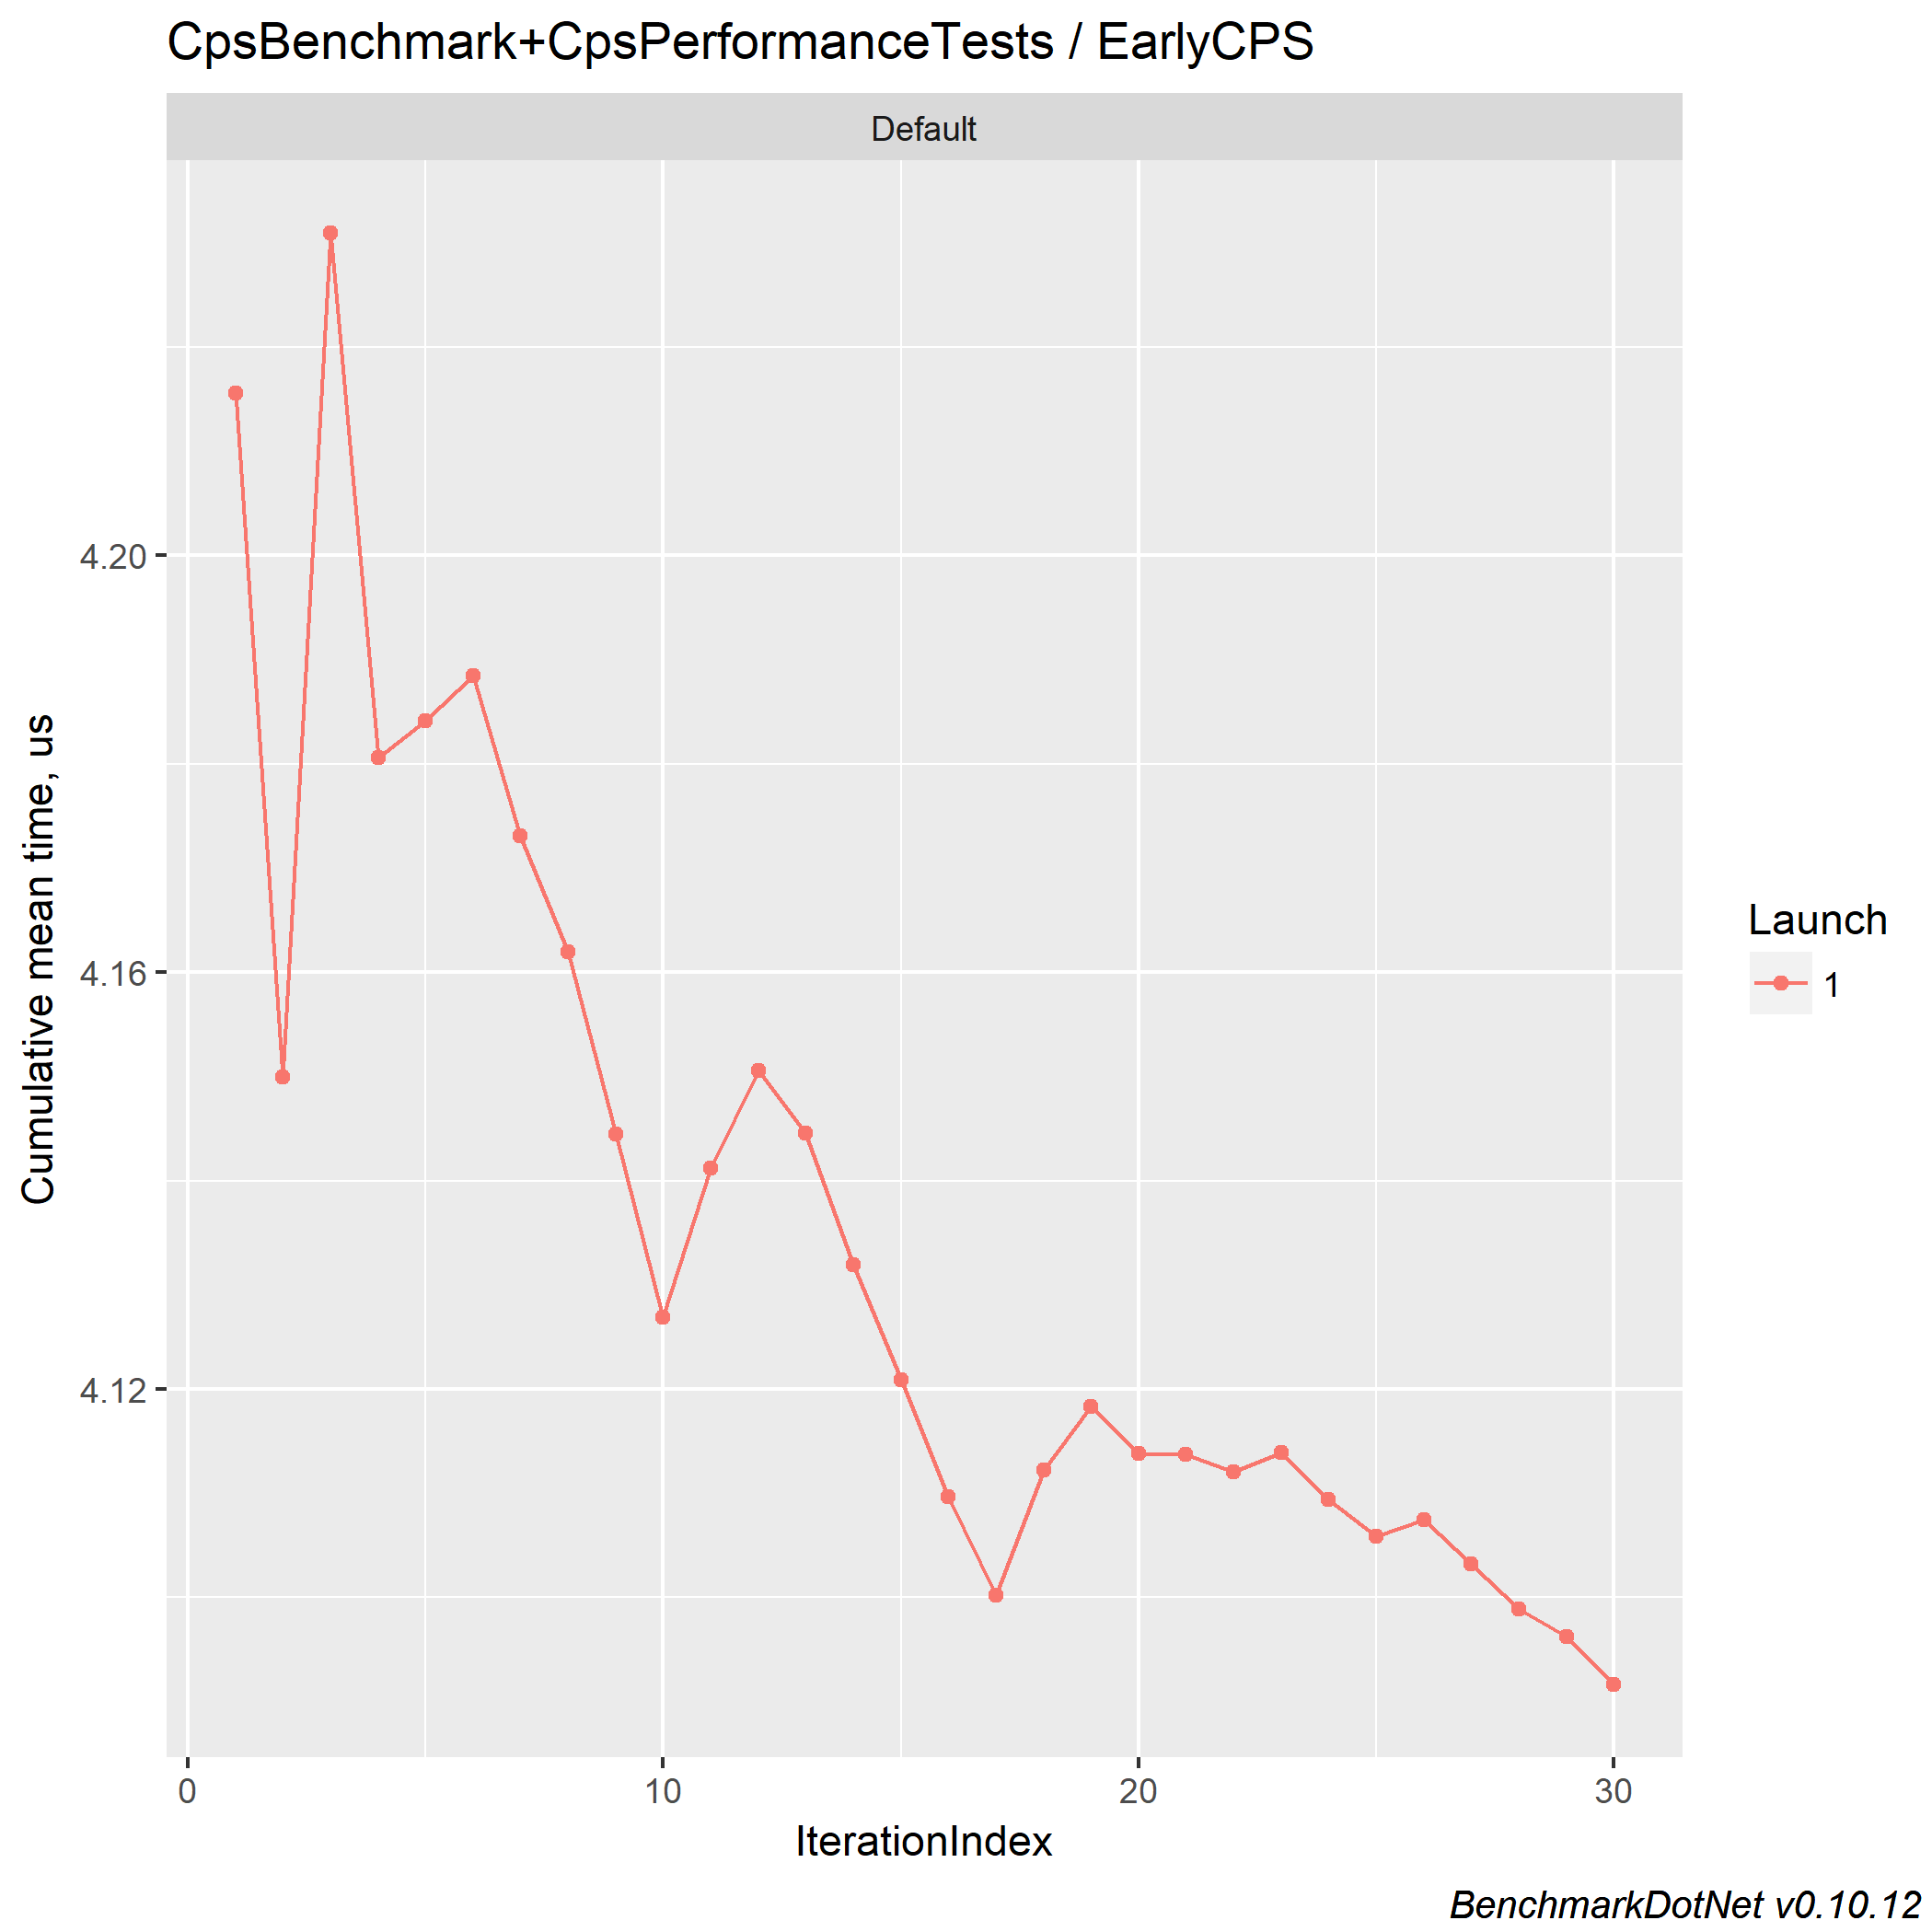 CpsBenchmark+CpsPerformanceTests / EarlyCPS
Default
4.20
4.16
4.12
Cumulative mean time, us
0 10 20 30
IterationIndex
Launch
1
BenchmarkDotNet v0.10.12